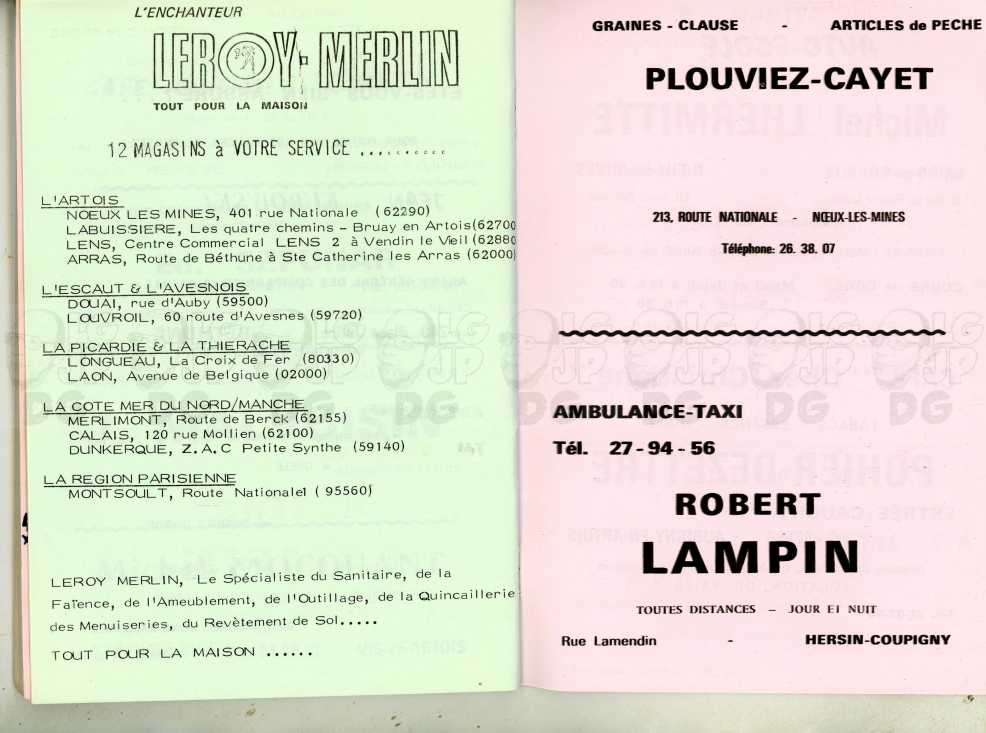 L'ENCHANTEUR
LEROY-MERLIN
TOUT POUR LA MAISON
12 MAGASINS à VOTRE SERVICE ..........
L'ARTOIS
NOEUX LES MINES, 401 rue Nationale (62290)
LABUISSIERE, Les quatre chemins - Bruay en Artois(62700
LENS, Centre Commercial LENS 2 à Vendin le Vieil (62880
ARRAS, Route de Béthune à Ste Catherine les Arras (62000)
L'ESCAUT & L'AVESNOIS
DOUAI, rue d'Auby (59500)
LOUVROIL, 60 route d'Avesnes (59720)
LA PICARDIE & LA THIERACHE
LONGUEAU, La Croix de Fer (80330)
LAON, Avenue de Belgique (02000)
LA COTE MER DU NORD/MANCHE
MERLIMONT, Route de Berck (62155)
CALAIS, 120 rue Mollien (62100)
DUNKERQUE, Z.A.C Petite Synthe (59140)
LA REGION PARISIENNE
MONTSOULT, Route Nationale1 ( 95560)
LEROY MERLIN, Le Spécialiste du Sanitaire, de la
Faïence, de l'Ameublement, de l'Outillage, de la Quincaillerie
des Menuiseries, du Revètement de Sol.....
TOUT POUR LA MAISON ......
GRAINES - CLAUSE - ARTICLES de PECHE
PLOUVIEZ-CAYET
213, ROUTE NATIONALE - NŒUX-LES-MINES
Téléphone: 26. 38. 07
AMBULANCE-TAXI
Tél. 27-94-56
ROBERT
LAMPIN
TOUTES DISTANCES – JOUR ET NUIT
Rue Lamendin - HERSIN-COUPIGNY
LG
JP
DG